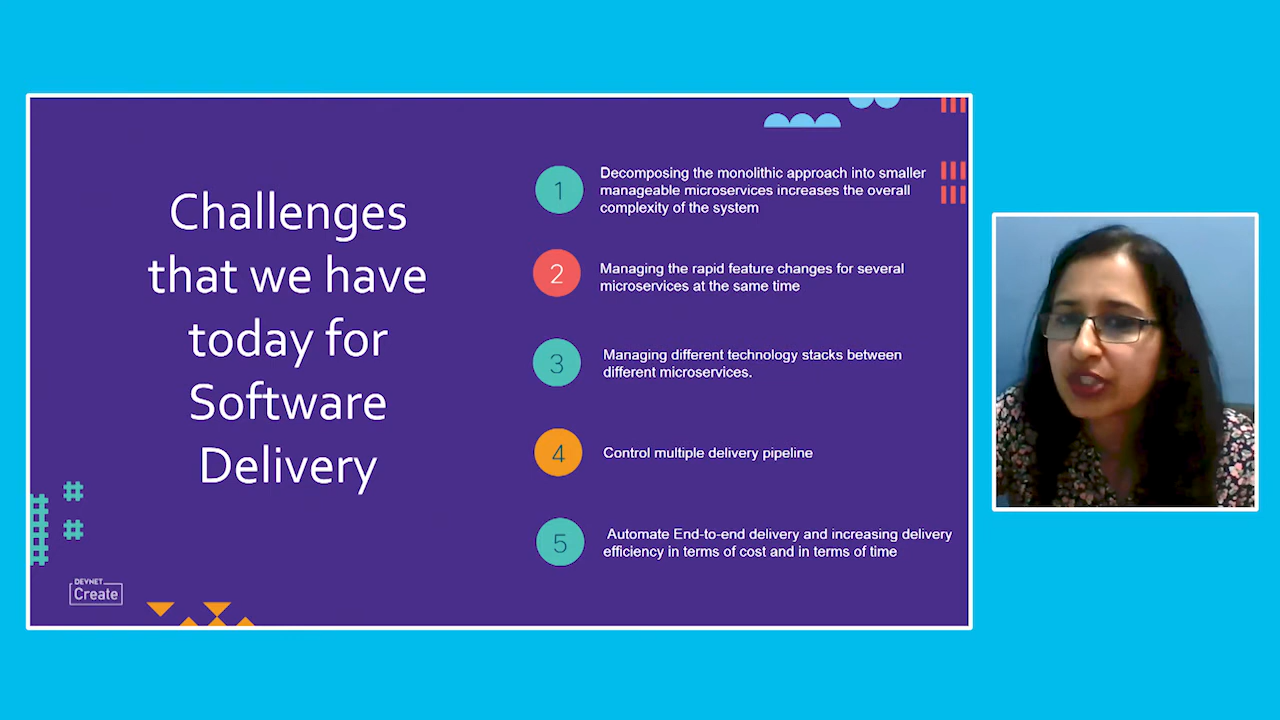 Challenges
that we have
today for
Software
Delivery
1
Decomposing the monolithic approach into smaller
manageable microservices increases the overall
complexity of the system
2
Managing the rapid feature changes for several
microservices at the same time
3
Managing different technology stacks between
different microservices.
4
Control multiple delivery pipeline
5
Automate End-to-end delivery and increasing delivery
efficiency in terms of cost and in terms of time
DEVNET
Create